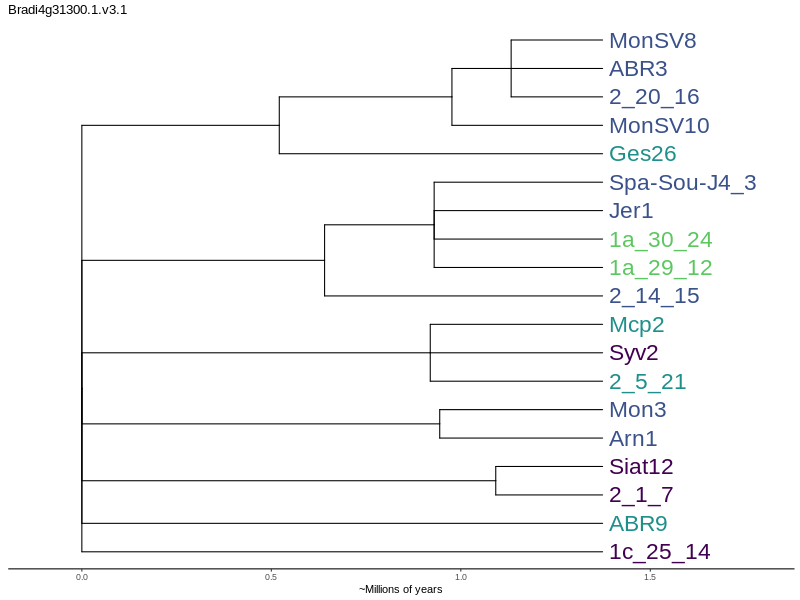 Bradi4g31300.1.v3.1
MonSV8
ABR3
2_20_16
MonSV10
Ges26
Spa-Sou-J4_3
Jer1
1a_30_24
1a_29_12
2_14_15
Mcp2
Syv2
2_5_21
Mon3
Arn1
Siat12
2_1_7
ABR9
1c_25_14
0.0 0.5 1.0 1.5
~Millions of years